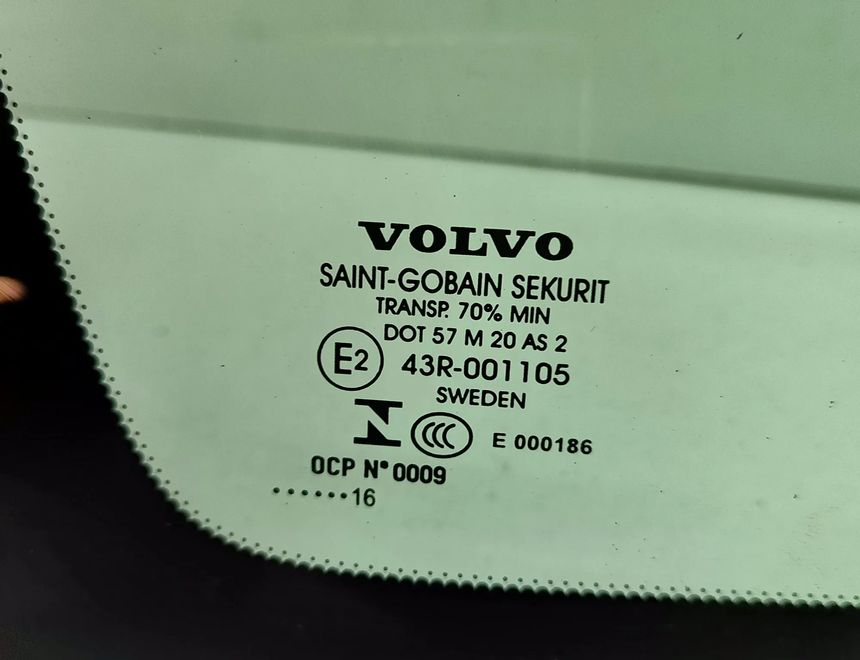 VOLVO
SAINT-GOBAIN SEKURIT
TRANSP. 70% MIN
DOT 57 M 20 AS 2
E2 43R-001105
SWEDEN
CCC E 000186
OCP N° 0009
••••••• 16